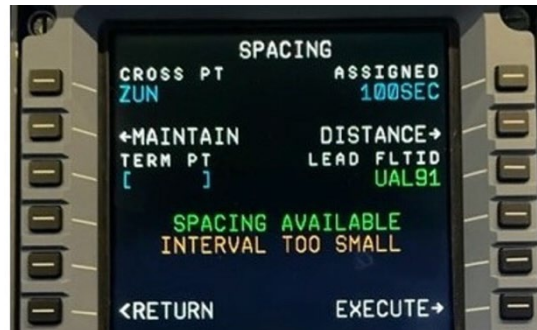 SPACING
CROSS PT ASSIGNED
ZUN 100SEC
←MAINTAIN DISTANCE→
TERM PT LEAD FLTID
[ ] UAL91
SPACING AVAILABLE
INTERVAL TOO SMALL
<RETURN EXECUTE→